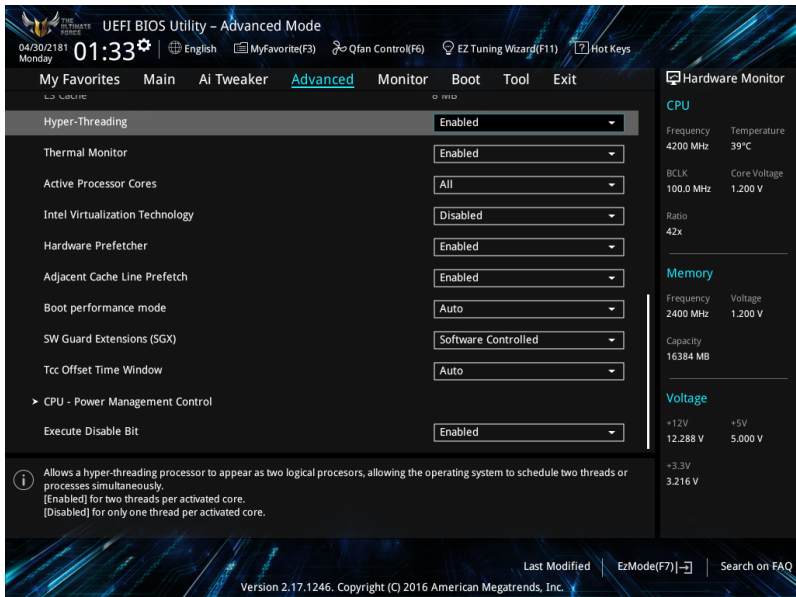 THE
ULTIMATE
FORCE
UEFI BIOS Utility – Advanced Mode
04/30/2181
Monday
01:33
English
MyFavorite(F3)
Qfan Control(F6)
EZ Tuning Wizard(F11)
Hot Keys
My Favorites
Main
Ai Tweaker
Advanced
Monitor
Boot
Tool
Exit
L3 Cache 8 MB
Hyper-Threading Enabled
Thermal Monitor Enabled
Active Processor Cores All
Intel Virtualization Technology Disabled
Hardware Prefetcher Enabled
Adjacent Cache Line Prefetch Enabled
Boot performance mode Auto
SW Guard Extensions (SGX) Software Controlled
Tcc Offset Time Window Auto
CPU - Power Management Control
Execute Disable Bit Enabled
Allows a hyper-threading processor to appear as two logical procesors, allowing the operating system to schedule two threads or
processes simultaneously.
[Enabled] for two threads per activated core.
[Disabled] for only one thread per activated core.
Hardware Monitor
CPU
Frequency Temperature
4200 MHz 39°C
BCLK Core Voltage
100.0 MHz 1.200 V
Ratio
42x
Memory
Frequency Voltage
2400 MHz 1.200 V
Capacity
16384 MB
Voltage
+12V +5V
12.288 V 5.000 V
+3.3V
3.216 V
Last Modified
EzMode(F7)
Search on FAQ
Version 2.17.1246. Copyright (C) 2016 American Megatrends, Inc.